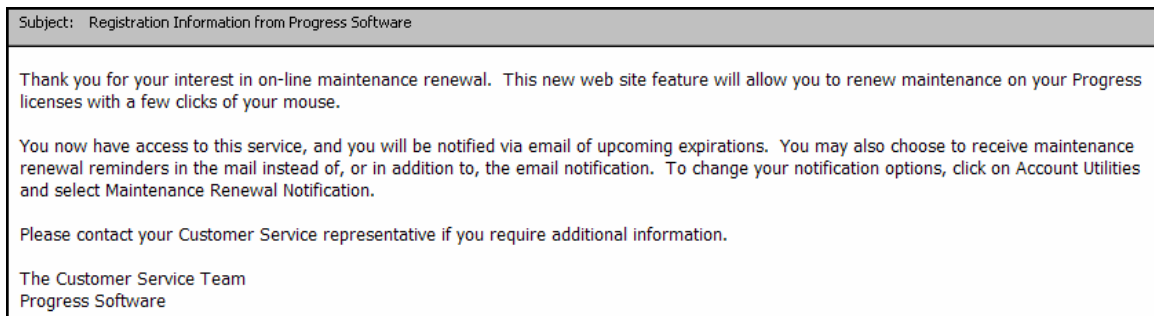 Subject: Registration Information from Progress Software
Thank you for your interest in on-line maintenance renewal. This new web site feature will allow you to renew maintenance on your Progress
licenses with a few clicks of your mouse.
You now have access to this service, and you will be notified via email of upcoming expirations. You may also choose to receive maintenance
renewal reminders in the mail instead of, or in addition to, the email notification. To change your notification options, click on Account Utilities
and select Maintenance Renewal Notification.
Please contact your Customer Service representative if you require additional information.
The Customer Service Team
Progress Software